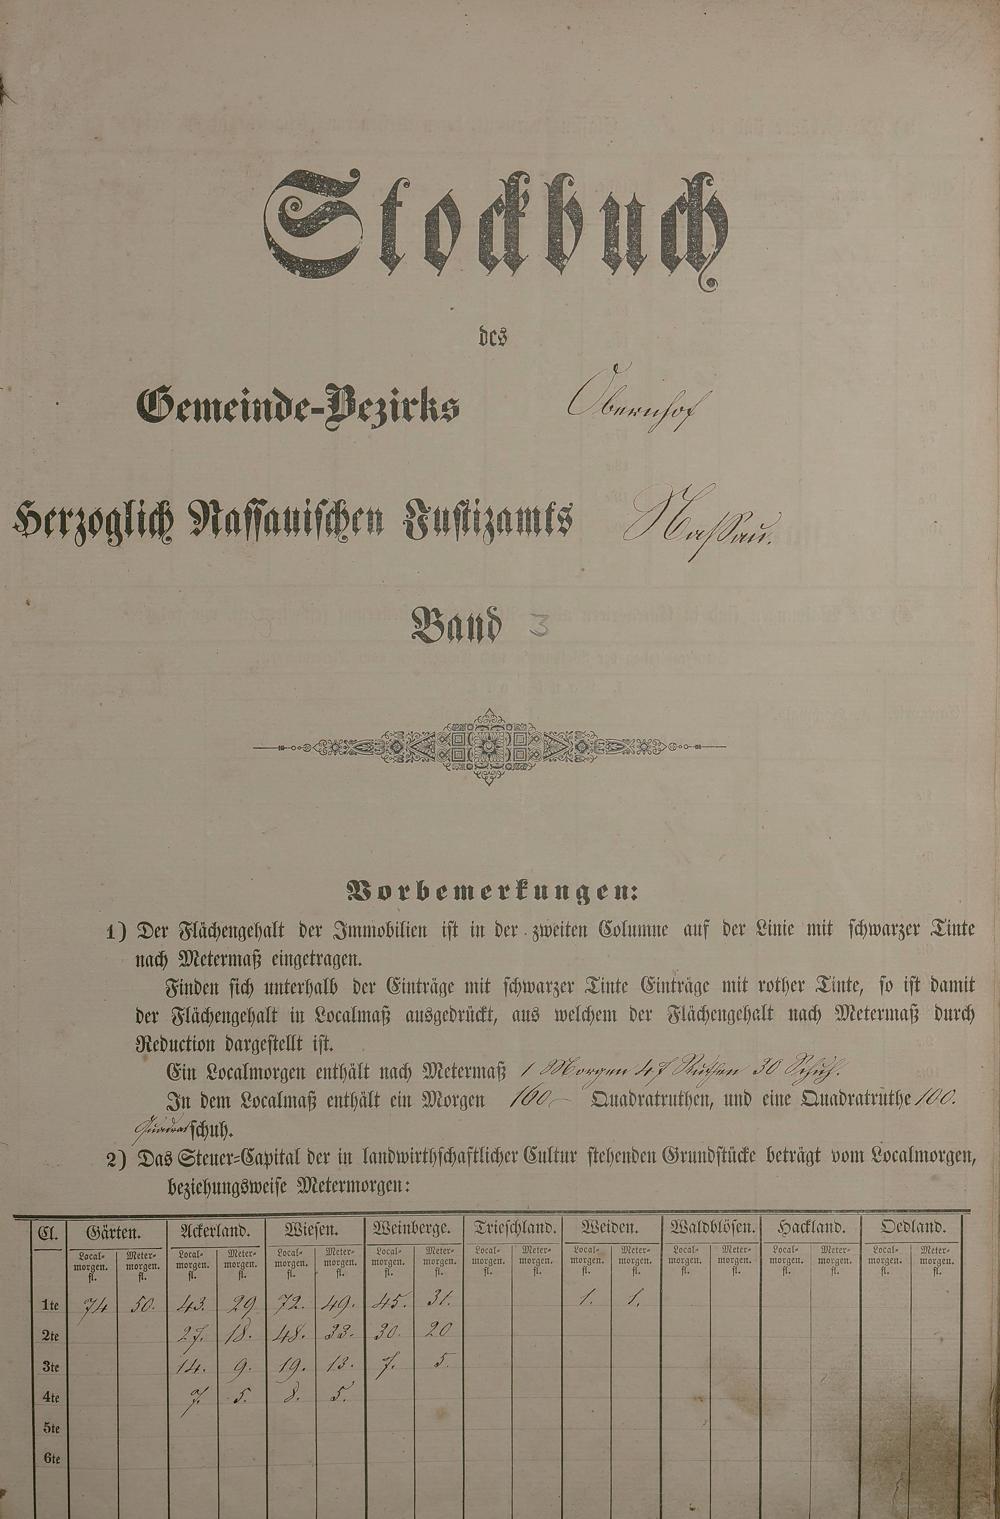 Stockbuch
des
Gemeinde-Bezirks Obernhof
Herzoglich Nassauischen Justizamts Nassau.
Band 3
Vorbemerkungen:
1) Der Flächengehalt der Immobilien ist in der zweiten Columne auf der Linie mit schwarzer Tinte
nach Metermaß eingetragen.
Finden sich unterhalb der Einträge mit schwarzer Tinte Einträge mit rother Tinte, so ist damit
der Flächengehalt in Localmaß ausgedrückt, aus welchem der Flächengehalt nach Metermaß durch
Reduction dargestellt ist.
Ein Localmorgen enthält nach Metermaß 1 Morgen 47 Ruthen 30 Schuh.
In dem Localmaß enthält ein Morgen 160 — Quadratruthen, und eine Quadratruthe 100.
Quadratschuh.
2) Das Steuer-Capital der in landwirthschaftlicher Cultur stehenden Grundstücke beträgt vom Localmorgen,
beziehungsweise Metermorgen:
Cl. Gärten. Ackerland. Wiesen. Weinberge. Trieschland. Weiden. Waldblösen. Hackland. Oedland.
Local- Meter- Local- Meter- Local- Meter- Local- Meter- Local- Meter- Local- Meter- Local- Meter- Local- Meter- Local- Meter-
morgen. morgen. morgen. morgen. morgen. morgen. morgen. morgen. morgen. morgen. morgen. morgen. morgen. morgen. morgen. morgen. morgen. morgen.
fl. fl. fl. fl. fl. fl. fl. fl. fl. fl. fl. fl. fl. fl. fl. fl. fl. fl.
1te 74 50. 43. 29 72. 49. 45. 31. 1. 1.
2te 27. 18. 48. 33. 30. 20
3te 14. 9. 19. 13. 7. 5.
4te 7. 5. 8. 5.
5te
6te